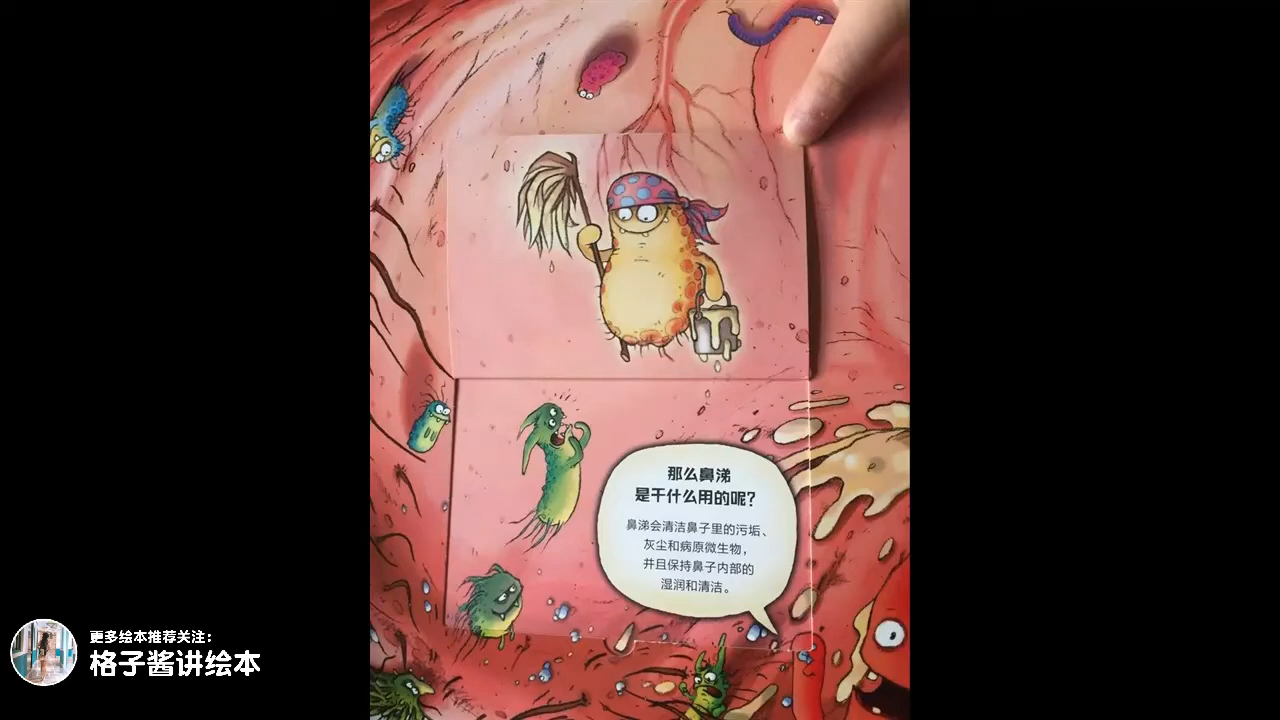 那么鼻涕
是干什么用的呢?
鼻涕会清洁鼻子里的污垢、
灰尘和病原微生物,
并且保持鼻子内部的
湿润和清洁。
更多绘本推荐关注:
格子酱讲绘本